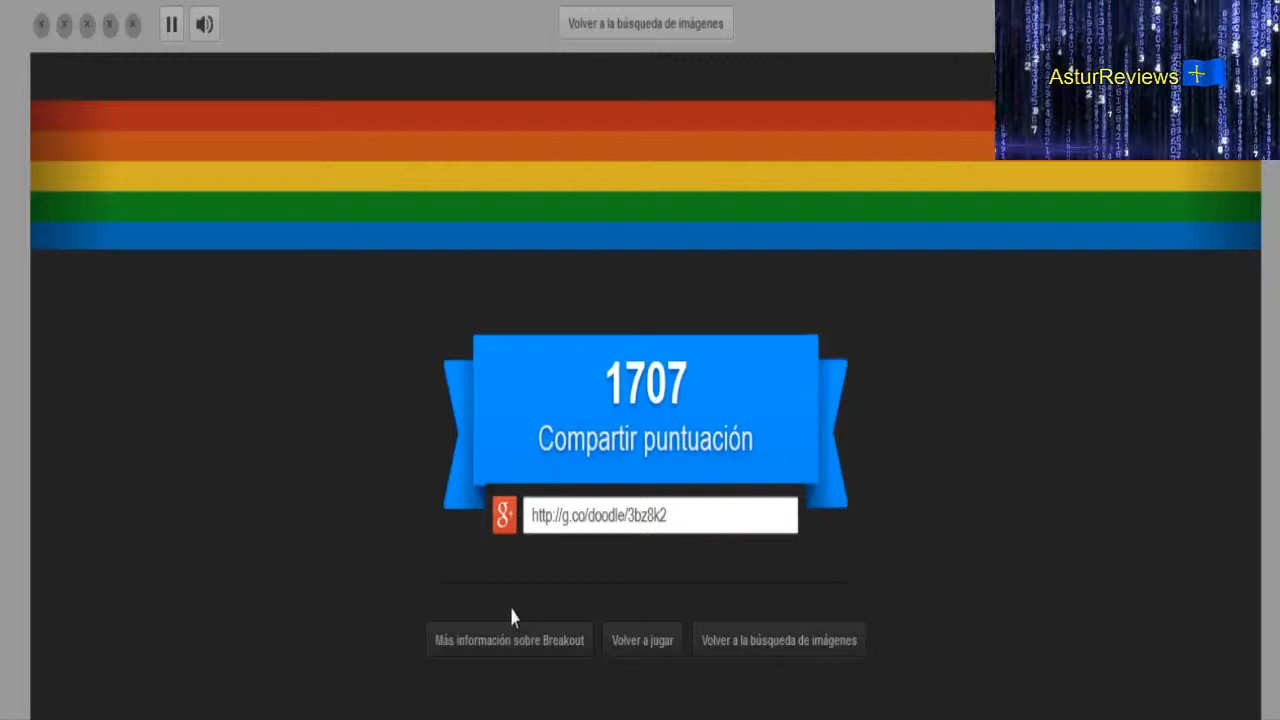 Volver a la búsqueda de imágenes
AsturReviews
1707
Compartir puntuación
g+
http://g.co/doodle/3bz8k2
Más información sobre Breakout
Volver a jugar
Volver a la búsqueda de imágenes